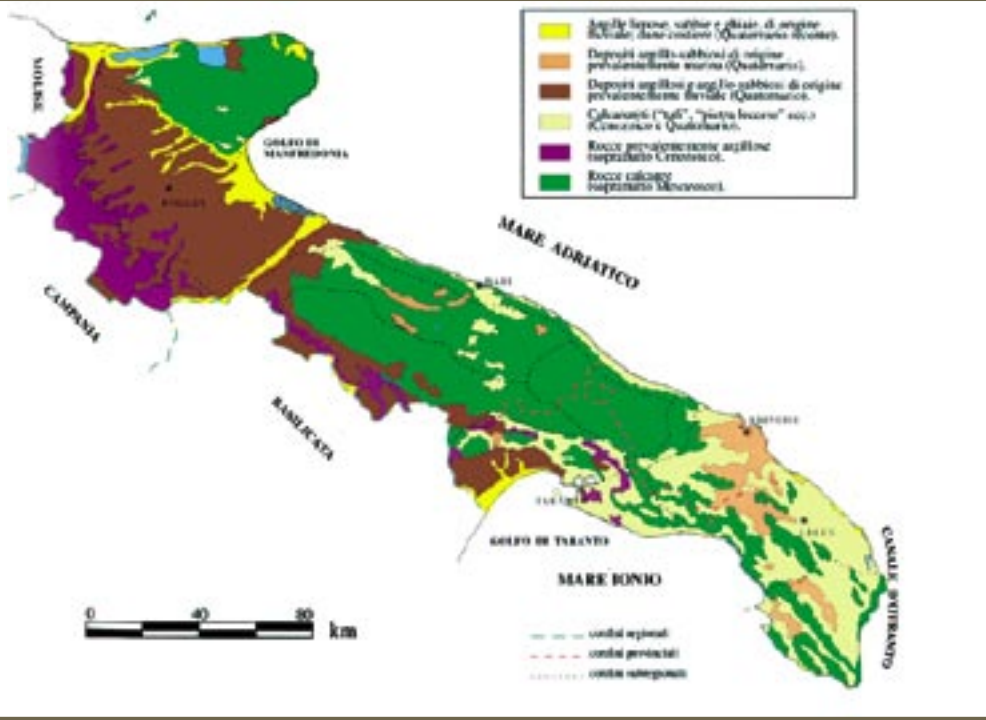 Argille limose, sabbie e ghiaie, di origine
fluviale; dune costiere (Quaternario recente).
Depositi argilloso-sabbiosi di origine
prevalentemente marina (Quaternario).
Depositi argillosi e argilloso-sabbiosi di origine
prevalentemente fluviale (Quaternario).
Calcareniti ("tufi", "pietra leccese" ecc.)
(Cenozoico e Quaternario).
Rocce prevalentemente argillose
(soprattutto Cenozoico).
Rocce calcaree
(soprattutto Mesozoico).
MOLISE
GOLFO DI
MANFREDONIA
FOGGIA
MARE ADRIATICO
BARI
CAMPANIA
BASILICATA
BRINDISI
TARANTO
LECCE
GOLFO DI TARANTO
MARE IONIO
CANALE D'OTRANTO
0 40 80
km
confini regionali
confini provinciali
confini subregionali